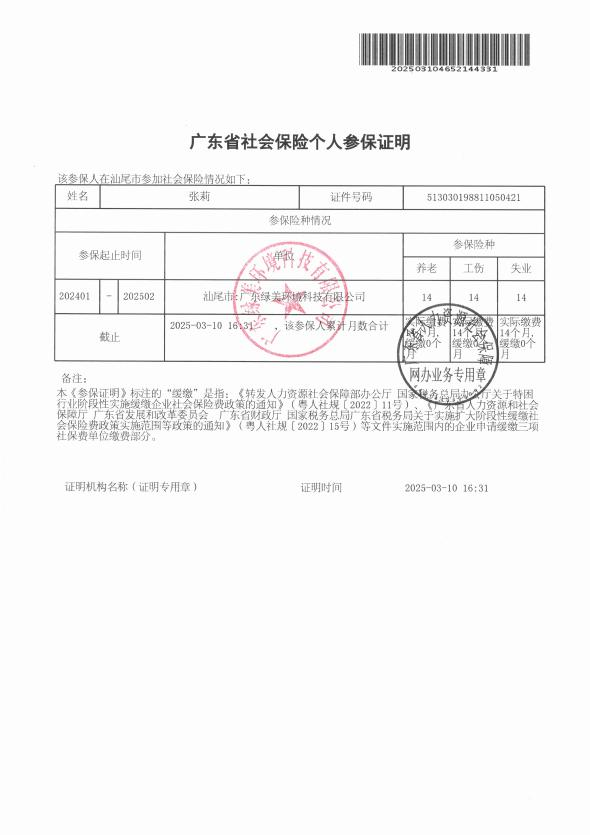 202503104652144331
广东省社会保险个人参保证明
该参保人在汕尾市参加社会保险情况如下：
姓名 张莉 证件号码 513030198811050421
参保险种情况
参保起止时间 单位 参保险种
养老 工伤 失业
202401 - 202502 汕尾市:广东绿美环境科技有限公司 14 14 14
截止 2025-03-10 16:31 ，该参保人累计月数合计 实际缴费14个月,缓缴0个月 实际缴费14个月,缓缴0个月 实际缴费14个月,缓缴0个月
广东绿美环境科技有限公司
网办业务专用章
备注：
本《参保证明》标注的“缓缴”是指：《转发人力资源社会保障部办公厅 国家税务总局办公厅关于特困
行业阶段性实施缓缴企业社会保险费政策的通知》（粤人社规〔2022〕11号）、《广东省人力资源和社会
保障厅 广东省发展和改革委员会 广东省财政厅 国家税务总局广东省税务局关于实施扩大阶段性缓缴社
会保险费政策实施范围等政策的通知》（粤人社规〔2022〕15号）等文件实施范围内的企业申请缓缴三项
社保费单位缴费部分。
证明机构名称（证明专用章） 证明时间 2025-03-10 16:31